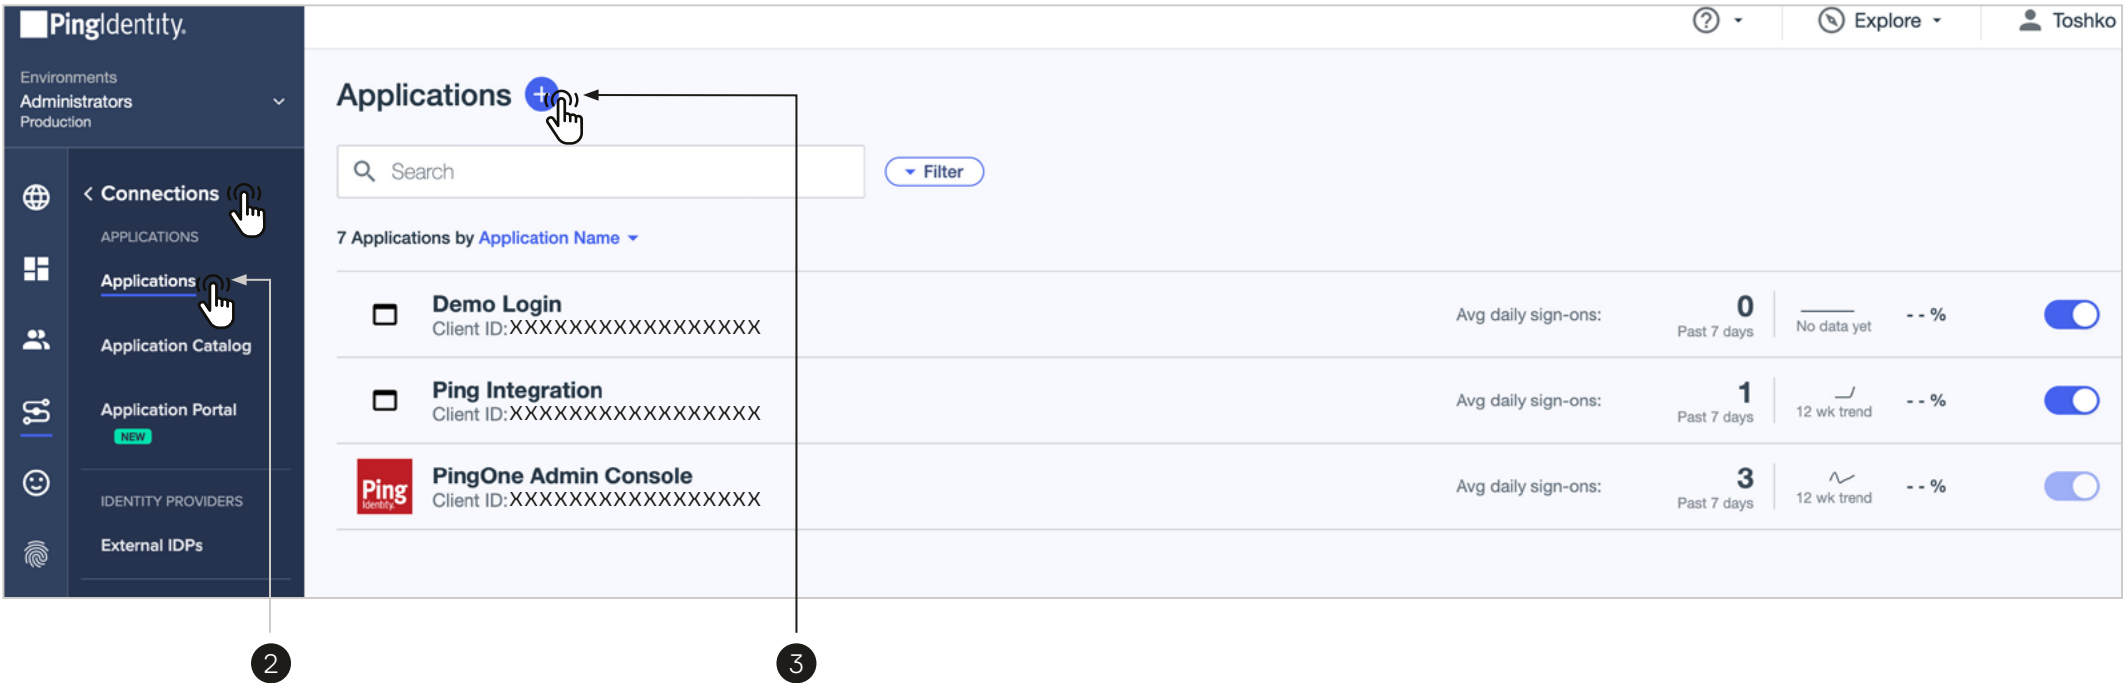 PingIdentity.
Environments
Administrators
Production
Connections
APPLICATIONS
Applications
Application Catalog
Application Portal
NEW
IDENTITY PROVIDERS
External IDPs
? Explore Toshko
Applications +
Search
Filter
7 Applications by Application Name
Demo Login
Client ID:XXXXXXXXXXXXXXXXX
Avg daily sign-ons:
0
Past 7 days
No data yet
- - %
Ping Integration
Client ID:XXXXXXXXXXXXXXXXX
Avg daily sign-ons:
1
Past 7 days
12 wk trend
- - %
Ping
Identity.
PingOne Admin Console
Client ID:XXXXXXXXXXXXXXXXX
Avg daily sign-ons:
3
Past 7 days
12 wk trend
- - %
2
3